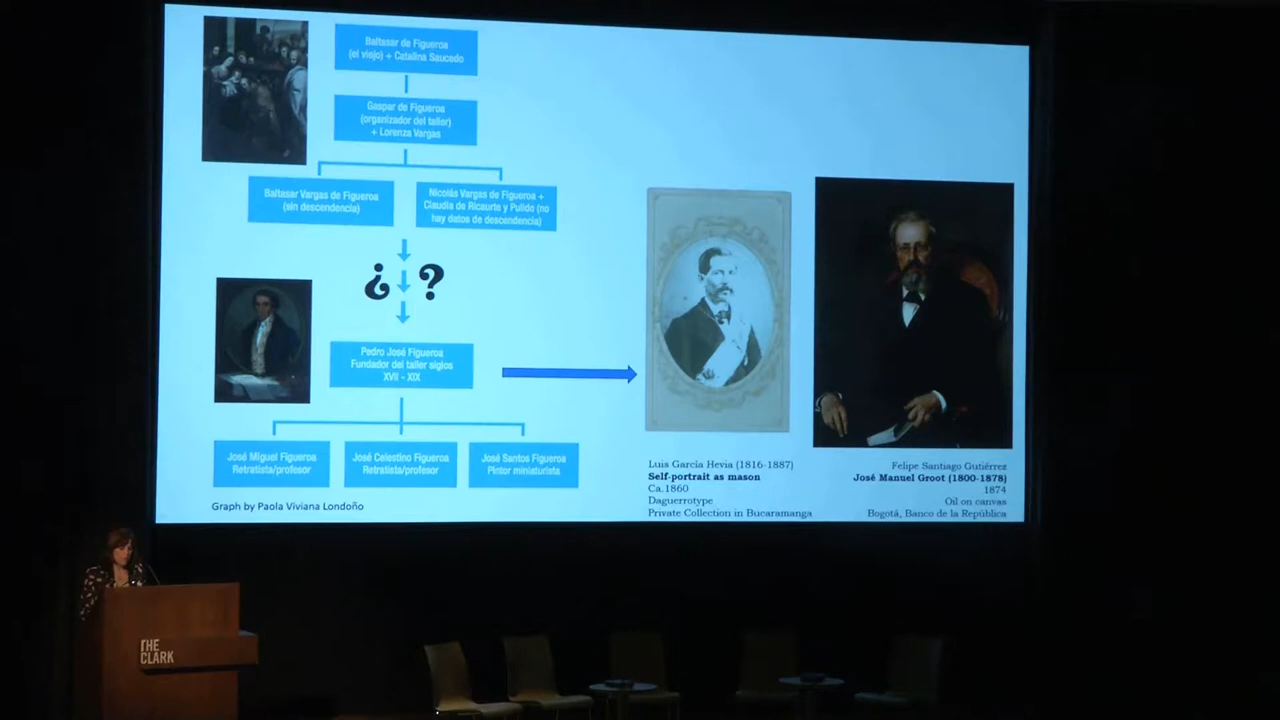 Baltasar de Figueroa
(el viejo) + Catalina Saucedo
Gaspar de Figueroa
(organizador del taller)
+ Lorenza Vargas
Baltasar Vargas de Figueroa
(sin descendencia)
Nicolás Vargas de Figueroa +
Claudia de Ricaurte y Pulido (no
hay datos de descendencia)
¿ ?
Pedro José Figueroa
Fundador del taller siglos
XVII - XIX
José Miguel Figueroa
Retratista/profesor
José Celestino Figueroa
Retratista/profesor
José Santos Figueroa
Pintor miniaturista
Graph by Paola Viviana Londoño
Luis García Hevia (1816-1887)
Self-portrait as mason
Ca.1860
Daguerrotype
Private Collection in Bucaramanga
Felipe Santiago Gutiérrez
José Manuel Groot (1800-1878)
1874
Oil on canvas
Bogotá, Banco de la República
THE
CLARK